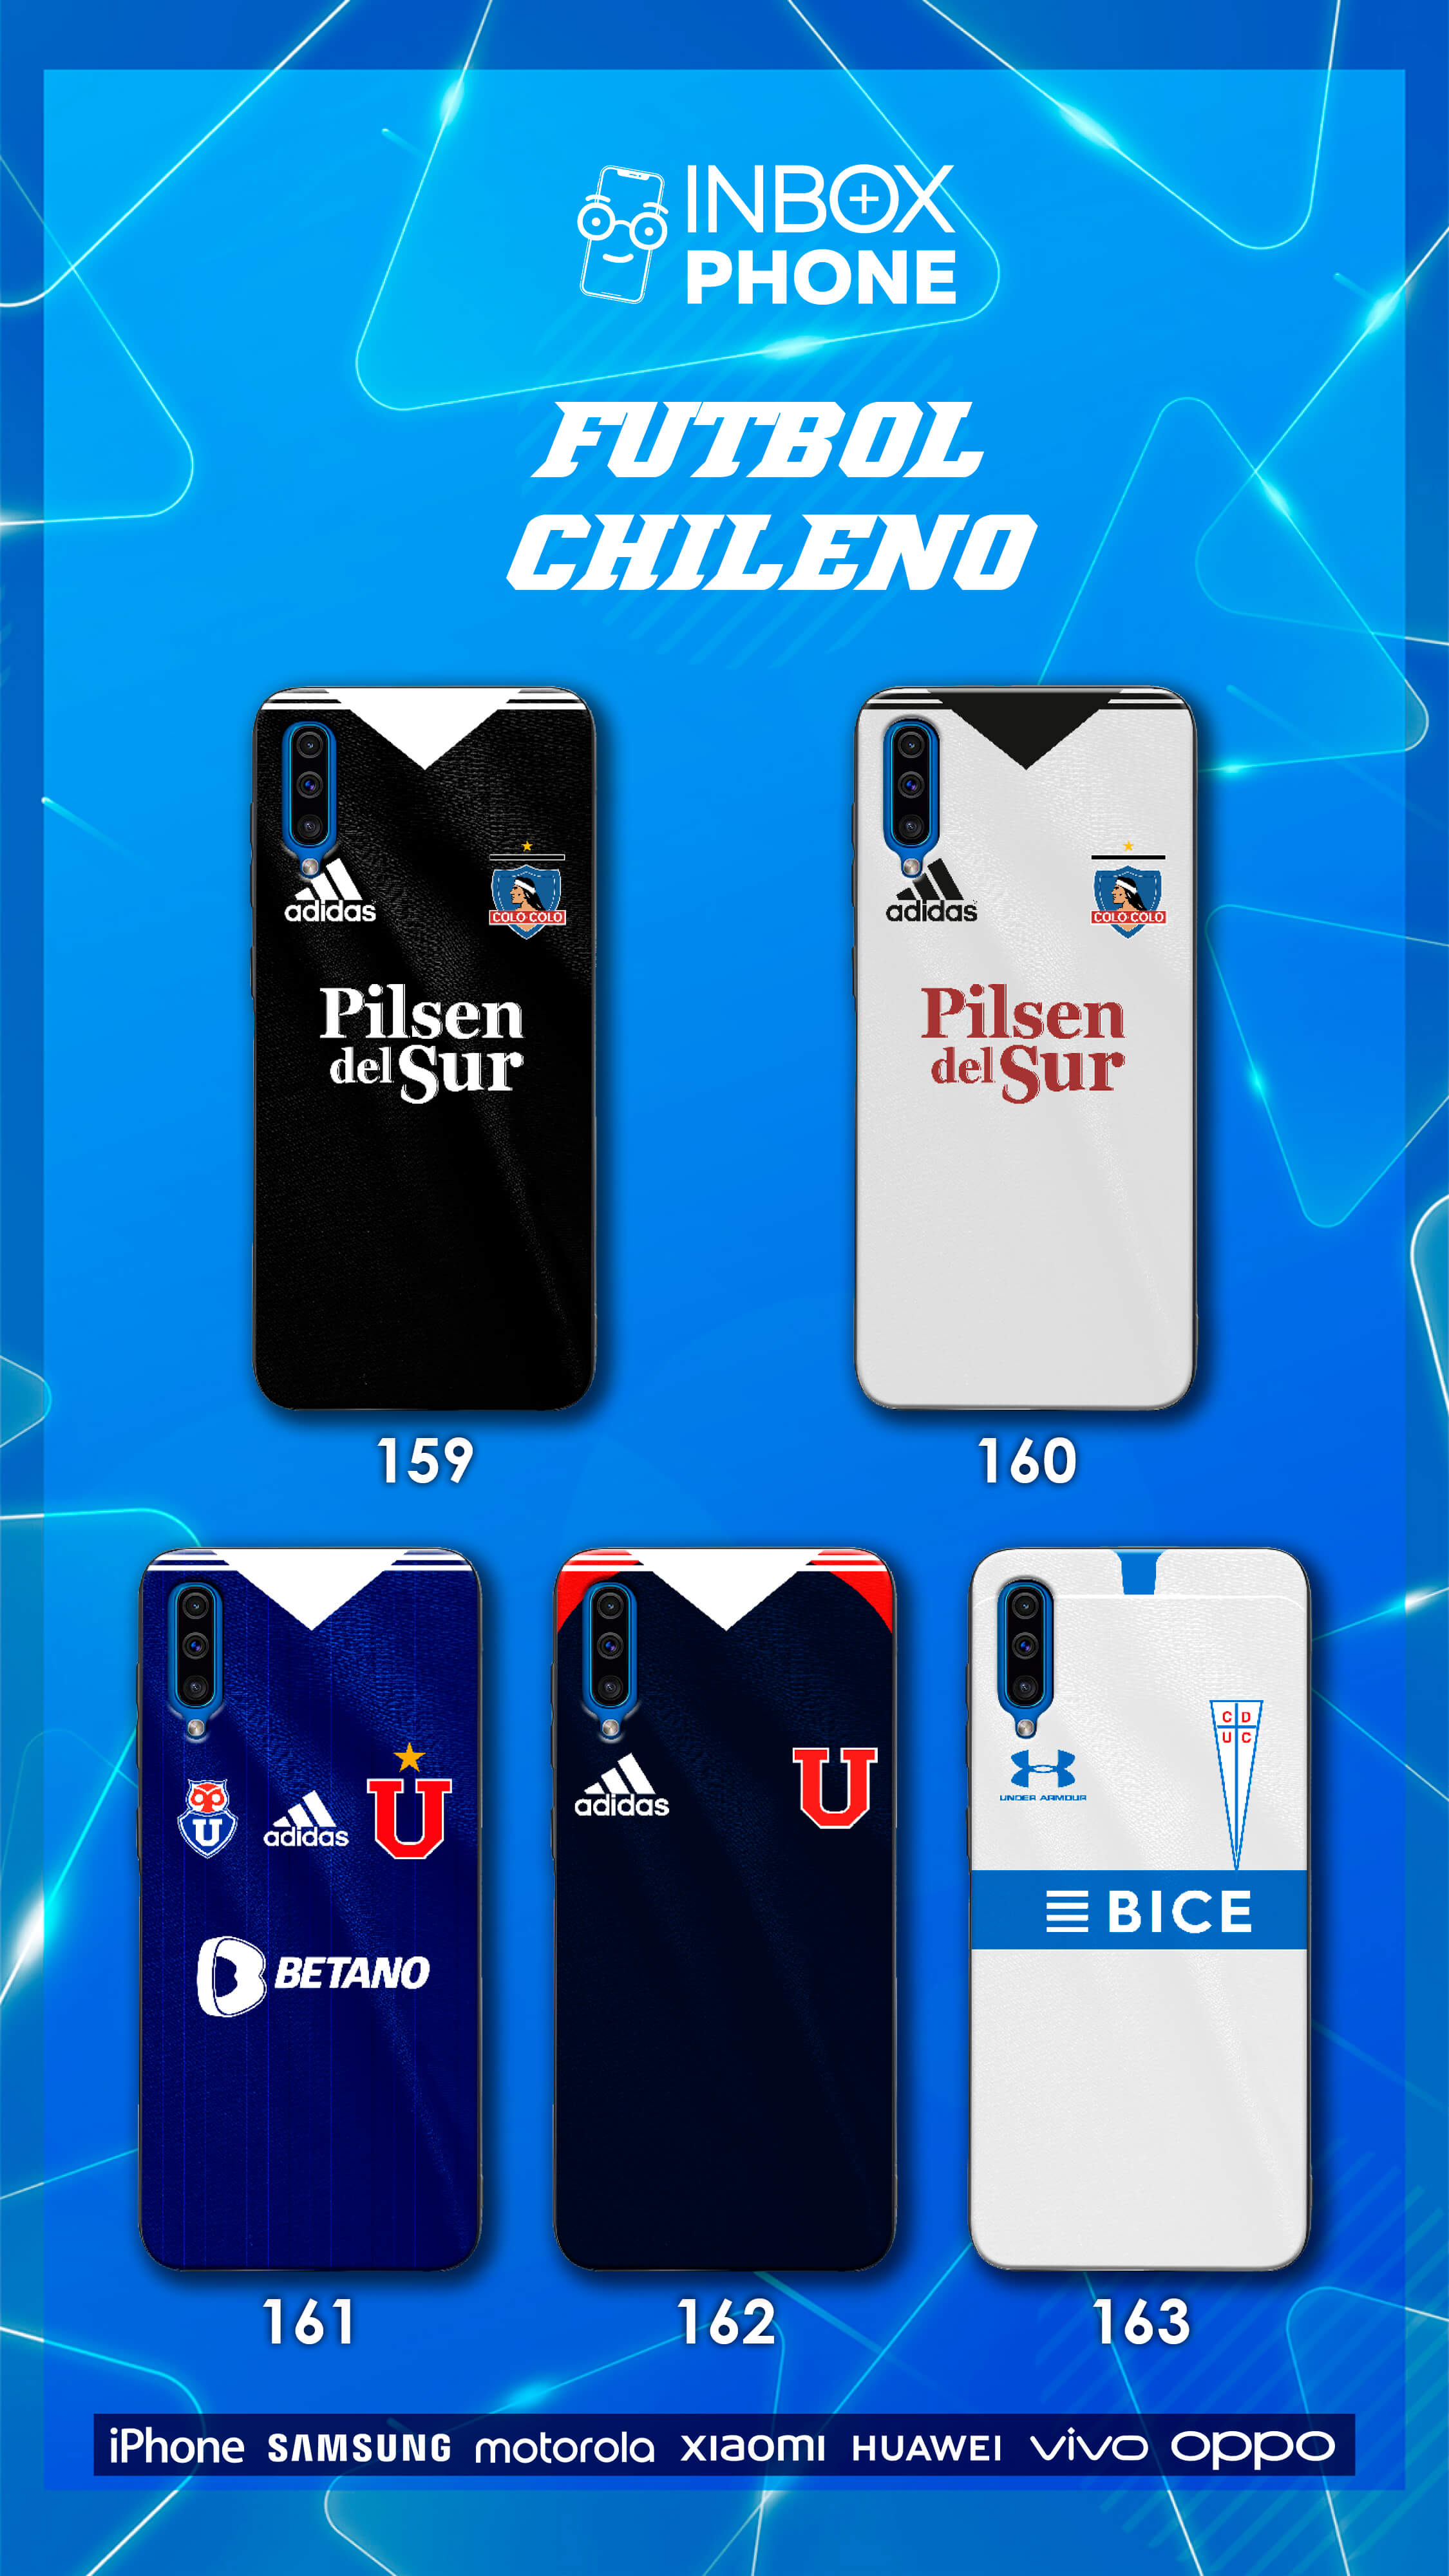 INBOX
PHONE
FUTBOL
CHILENO
adidas
COLO-COLO
Pilsen
del Sur
159
adidas
COLO-COLO
Pilsen
del Sur
160
U
adidas
U
BETANO
161
adidas
U
162
UNDER ARMOUR
C D
U C
BICE
163
iPhone SAMSUNG motorola xiaomi HUAWEI vivo oppo